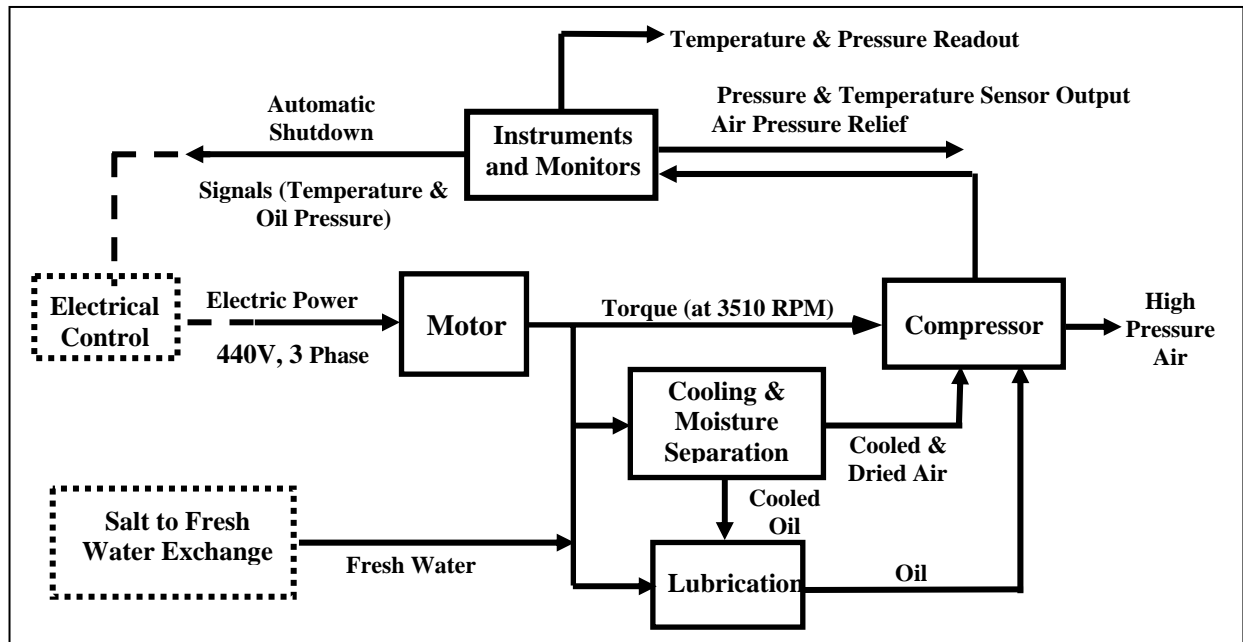 Temperature & Pressure Readout
Automatic
Shutdown
Pressure & Temperature Sensor Output
Air Pressure Relief
Instruments
and Monitors
Signals (Temperature &
Oil Pressure)
Electrical
Control
Electric Power
440V, 3 Phase
Motor
Torque (at 3510 RPM)
Compressor
High
Pressure
Air
Cooling &
Moisture
Separation
Cooled &
Dried Air
Cooled
Oil
Salt to Fresh
Water Exchange
Fresh Water
Lubrication
Oil